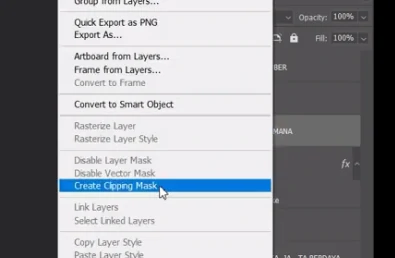 Group from Layers...
Quick Export as PNG
Export As...
Artboard from Layers...
Frame from Layers...
Convert to Frame
Convert to Smart Object
Rasterize Layer
Rasterize Layer Style
Disable Layer Mask
Disable Vector Mask
Create Clipping Mask
Link Layers
Select Linked Layers
Copy Layer Style
Paste Layer Style
Opacity: 100%
Fill: 100%
BER
MANA
fx